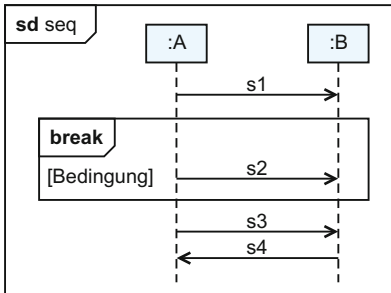 sd seq
:A
:B
s1
break
[Bedingung]
s2
s3
s4